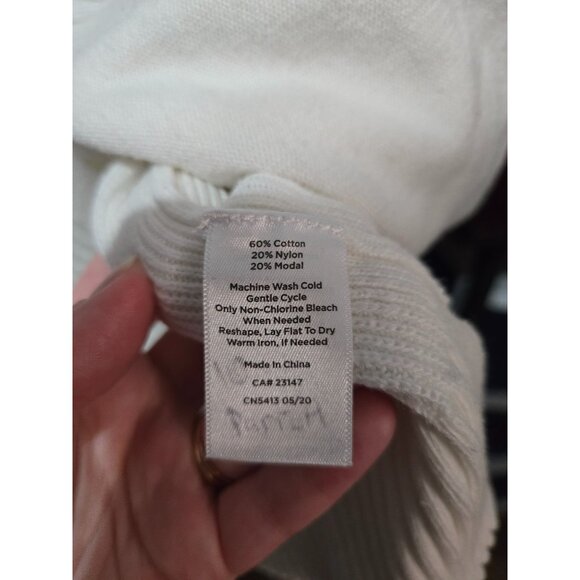 60% Cotton
20% Nylon
20% Modal
Machine Wash Cold
Gentle Cycle
Only Non-Chlorine Bleach
When Needed
Reshape, Lay Flat To Dry
Warm Iron, If Needed
Made in China
CA# 23147
CN5413 05/20